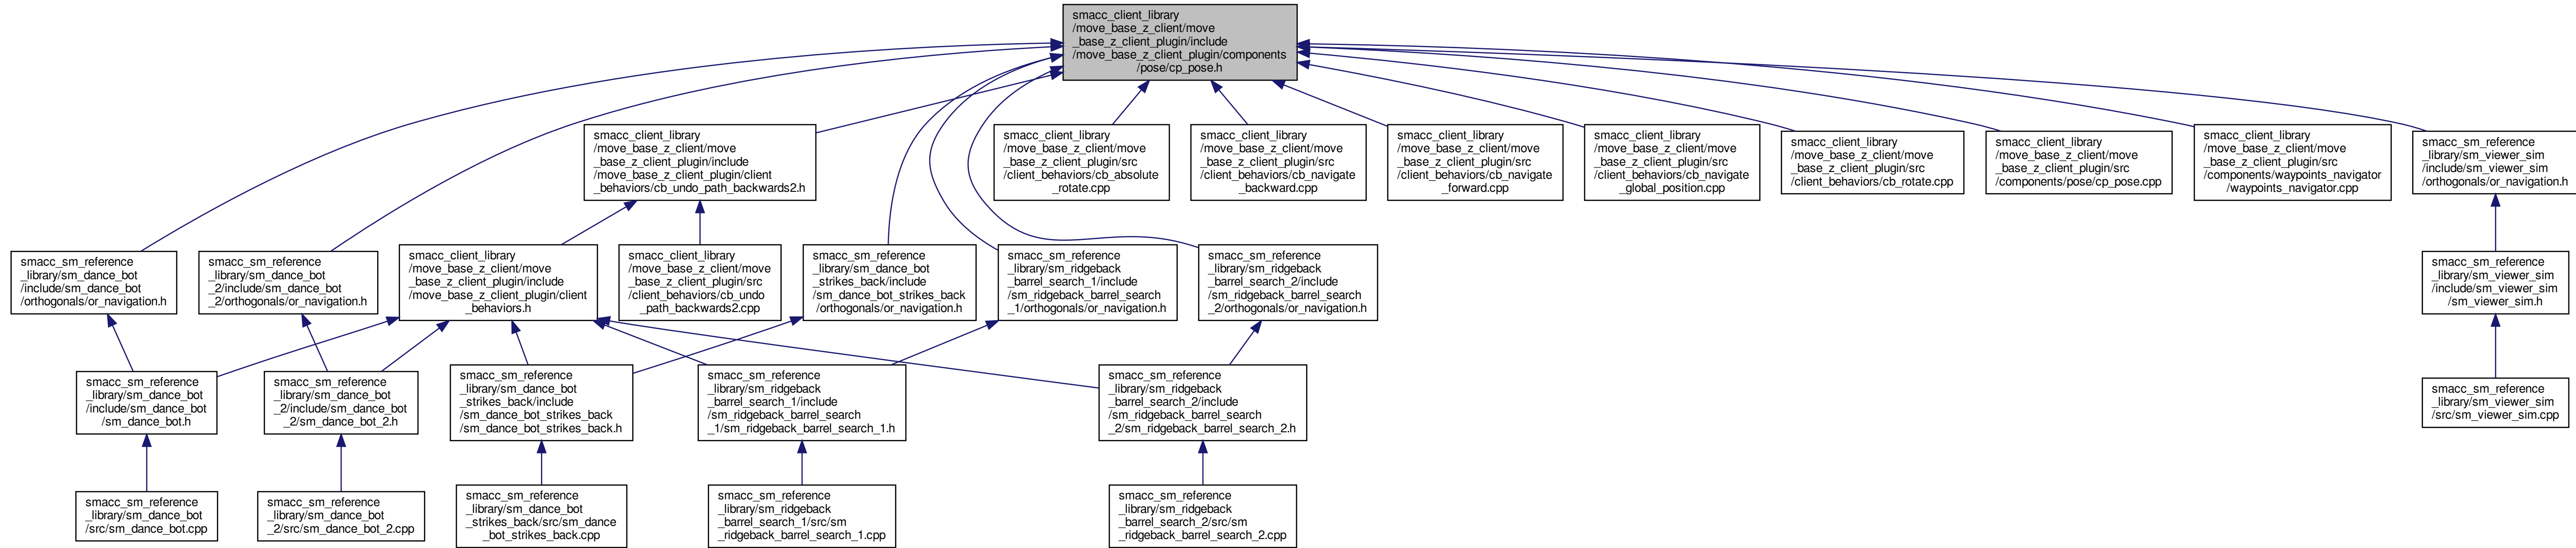 smacc_client_library
/move_base_z_client/move
_base_z_client_plugin/include
/move_base_z_client_plugin/components
/pose/cp_pose.h
smacc_client_library
/move_base_z_client/move
_base_z_client_plugin/include
/move_base_z_client_plugin/client
_behaviors/cb_undo_path_backwards2.h
smacc_client_library
/move_base_z_client/move
_base_z_client_plugin/src
/client_behaviors/cb_absolute
_rotate.cpp
smacc_client_library
/move_base_z_client/move
_base_z_client_plugin/src
/client_behaviors/cb_navigate
_backward.cpp
smacc_client_library
/move_base_z_client/move
_base_z_client_plugin/src
/client_behaviors/cb_navigate
_forward.cpp
smacc_client_library
/move_base_z_client/move
_base_z_client_plugin/src
/client_behaviors/cb_navigate
_global_position.cpp
smacc_client_library
/move_base_z_client/move
_base_z_client_plugin/src
/client_behaviors/cb_rotate.cpp
smacc_client_library
/move_base_z_client/move
_base_z_client_plugin/src
/components/pose/cp_pose.cpp
smacc_client_library
/move_base_z_client/move
_base_z_client_plugin/src
/components/waypoints_navigator
/waypoints_navigator.cpp
smacc_sm_reference
_library/sm_viewer_sim
/include/sm_viewer_sim
/orthogonals/or_navigation.h
smacc_sm_reference
_library/sm_dance_bot
/include/sm_dance_bot
/orthogonals/or_navigation.h
smacc_sm_reference
_library/sm_dance_bot
_2/include/sm_dance_bot
_2/orthogonals/or_navigation.h
smacc_client_library
/move_base_z_client/move
_base_z_client_plugin/include
/move_base_z_client_plugin/client
_behaviors.h
smacc_client_library
/move_base_z_client/move
_base_z_client_plugin/src
/client_behaviors/cb_undo
_path_backwards2.cpp
smacc_sm_reference
_library/sm_dance_bot
_strikes_back/include
/sm_dance_bot_strikes_back
/orthogonals/or_navigation.h
smacc_sm_reference
_library/sm_ridgeback
_barrel_search_1/include
/sm_ridgeback_barrel_search
_1/orthogonals/or_navigation.h
smacc_sm_reference
_library/sm_ridgeback
_barrel_search_2/include
/sm_ridgeback_barrel_search
_2/orthogonals/or_navigation.h
smacc_sm_reference
_library/sm_viewer_sim
/include/sm_viewer_sim
/sm_viewer_sim.h
smacc_sm_reference
_library/sm_dance_bot
/include/sm_dance_bot
/sm_dance_bot.h
smacc_sm_reference
_library/sm_dance_bot
_2/include/sm_dance_bot
_2/sm_dance_bot_2.h
smacc_sm_reference
_library/sm_dance_bot
_strikes_back/include
/sm_dance_bot_strikes_back
/sm_dance_bot_strikes_back.h
smacc_sm_reference
_library/sm_ridgeback
_barrel_search_1/include
/sm_ridgeback_barrel_search
_1/sm_ridgeback_barrel_search_1.h
smacc_sm_reference
_library/sm_ridgeback
_barrel_search_2/include
/sm_ridgeback_barrel_search
_2/sm_ridgeback_barrel_search_2.h
smacc_sm_reference
_library/sm_viewer_sim
/src/sm_viewer_sim.cpp
smacc_sm_reference
_library/sm_dance_bot
/src/sm_dance_bot.cpp
smacc_sm_reference
_library/sm_dance_bot
_2/src/sm_dance_bot_2.cpp
smacc_sm_reference
_library/sm_dance_bot
_strikes_back/src/sm_dance
_bot_strikes_back.cpp
smacc_sm_reference
_library/sm_ridgeback
_barrel_search_1/src/sm
_ridgeback_barrel_search_1.cpp
smacc_sm_reference
_library/sm_ridgeback
_barrel_search_2/src/sm
_ridgeback_barrel_search_2.cpp